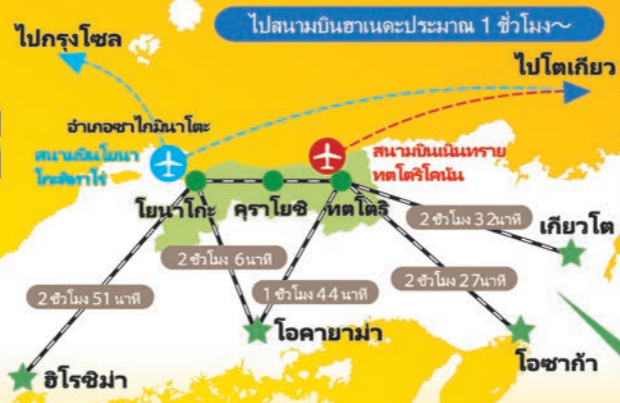 ไปสนามบินฮาเนดะประมาณ 1 ชั่วโมง~
ไปกรุงโซล
ไปโตเกียว
อำเภอซาไกมินาโตะ
สนามบินโยนา
โกะคิตาโร่
สนามบินเนินทราย
ทตโตริโคนัน
โยนาโกะ
คุราโยชิ
ทตโตริ
2 ชั่วโมง 32นาที
เกียวโต
2 ชั่วโมง 6นาที
2 ชั่วโมง 27นาที
2 ชั่วโมง 51 นาที
1 ชั่วโมง 44นาที
โอคายาม่า
โอซาก้า
ฮิโรชิม่า